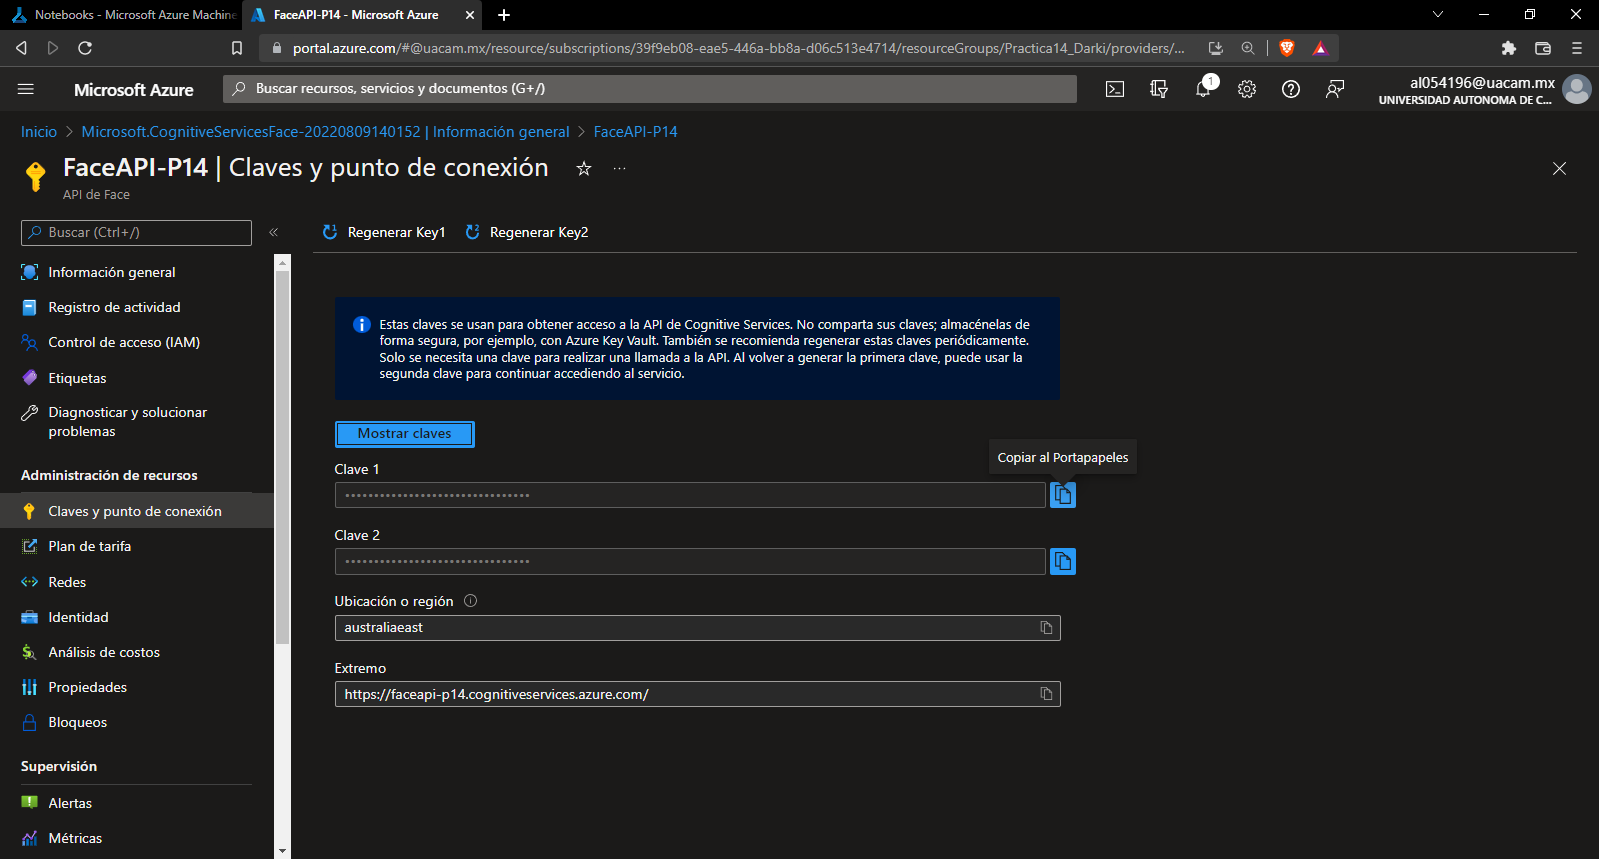 Notebooks - Microsoft Azure Machine
FaceAPI-P14 - Microsoft Azure
portal.azure.com/#@uacam.mx/resource/subscriptions/39f9eb08-eae5-446a-bb8a-d06c513e4714/resourceGroups/Practica14_Darki/providers/...
Microsoft Azure
Buscar recursos, servicios y documentos (G+/)
1
al054196@uacam.mx
UNIVERSIDAD AUTONOMA DE C...
Inicio > Microsoft.CognitiveServicesFace-20220809140152 | Información general > FaceAPI-P14
FaceAPI-P14 | Claves y punto de conexión
API de Face
Buscar (Ctrl+/)
Información general
Registro de actividad
Control de acceso (IAM)
Etiquetas
Diagnosticar y solucionar
problemas
Administración de recursos
Claves y punto de conexión
Plan de tarifa
Redes
Identidad
Análisis de costos
Propiedades
Bloqueos
Supervisión
Alertas
Métricas
Regenerar Key1
Regenerar Key2
Estas claves se usan para obtener acceso a la API de Cognitive Services. No comparta sus claves; almacénelas de
forma segura, por ejemplo, con Azure Key Vault. También se recomienda regenerar estas claves periódicamente.
Solo se necesita una clave para realizar una llamada a la API. Al volver a generar la primera clave, puede usar la
segunda clave para continuar accediendo al servicio.
Mostrar claves
Copiar al Portapapeles
Clave 1
••••••••••••••••••••••••••••••••
Clave 2
••••••••••••••••••••••••••••••••
Ubicación o región
australiaeast
Extremo
https://faceapi-p14.cognitiveservices.azure.com/